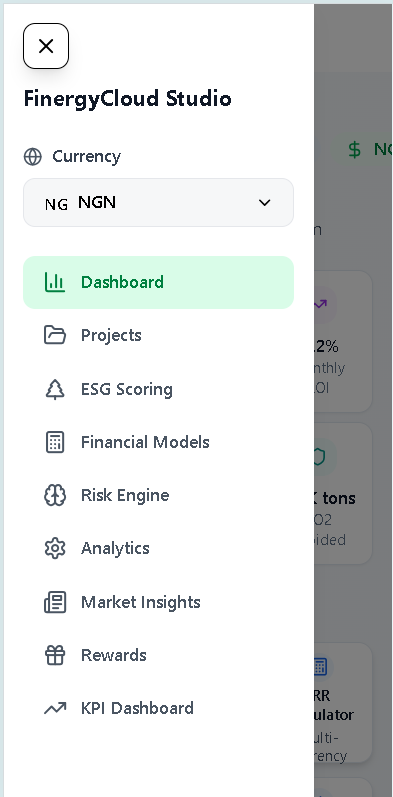 FinergyCloud Studio
Currency
NG NGN
Dashboard
Projects
ESG Scoring
Financial Models
Risk Engine
Analytics
Market Insights
Rewards
KPI Dashboard
$ NG
2%
nthly
OI
K tons
O2
oided
RR
ulator
ulti-
rency